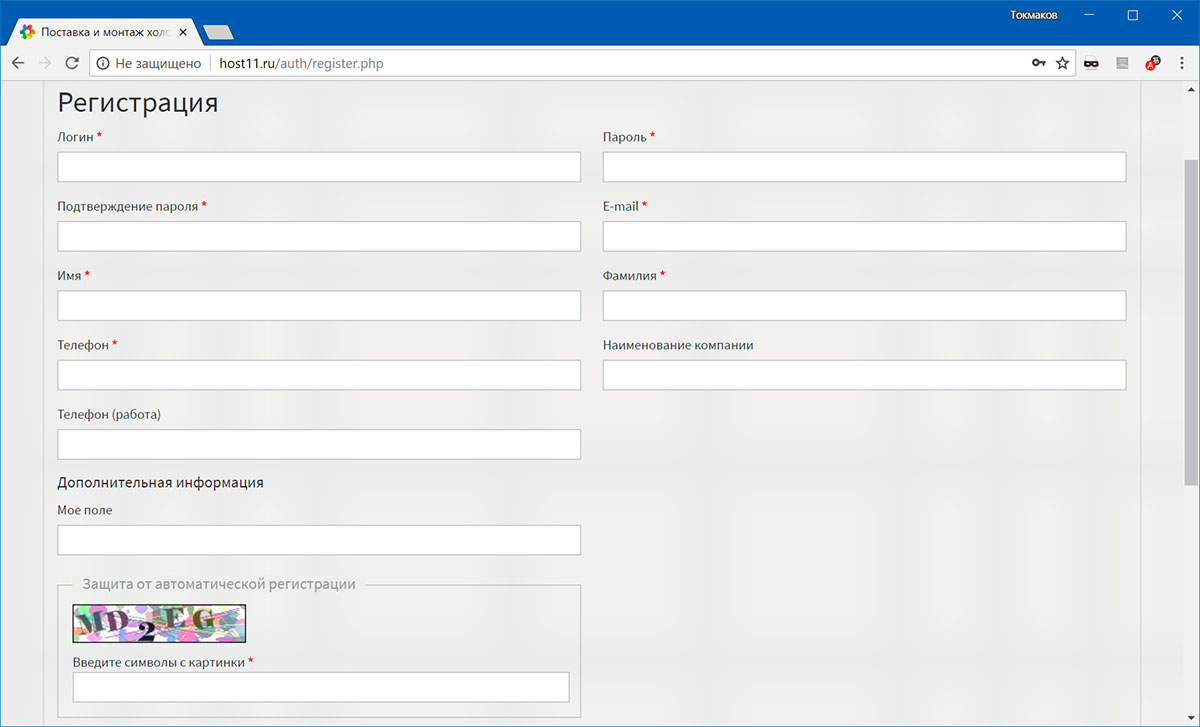 Токмаков
Поставка и монтаж холо
Не защищено host11.ru/auth/register.php
Регистрация
Логин * Пароль *
Подтверждение пароля * E-mail *
Имя * Фамилия *
Телефон * Наименование компании
Телефон (работа)
Дополнительная информация
Мое поле
Защита от автоматической регистрации
MD2EG
Введите символы с картинки *